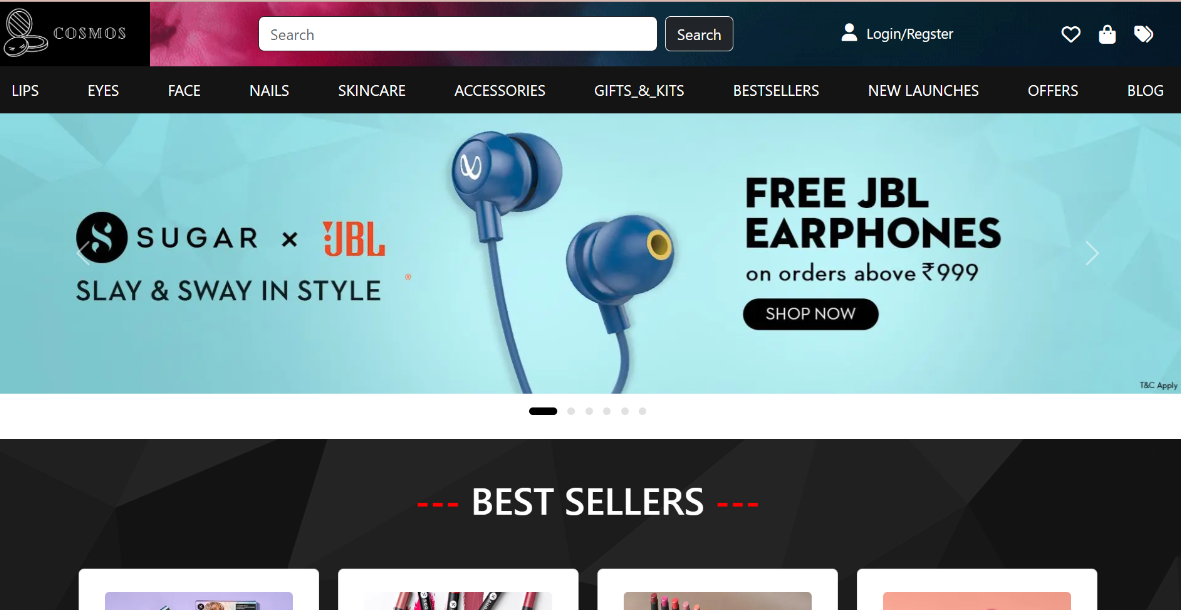 COSMOS
Search
Search
Login/Regster
LIPS EYES FACE NAILS SKINCARE ACCESSORIES GIFTS_&_KITS BESTSELLERS NEW LAUNCHES OFFERS BLOG
SUGAR × JBL
SLAY & SWAY IN STYLE
FREE JBL
EARPHONES
on orders above ₹999
SHOP NOW
T&C Apply
--- BEST SELLERS ---